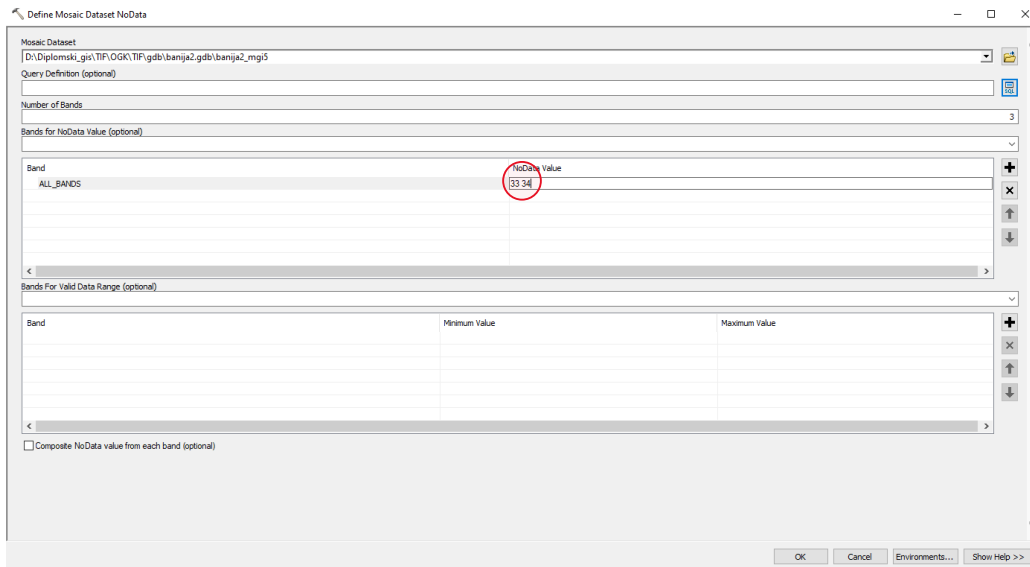 Define Mosaic Dataset NoData
Mosaic Dataset
D:\Diplomski_gis\TIF\OGK\TIF\gdb\banija2.gdb\banija2_mgi5
Query Definition (optional)
SQL
Number of Bands
3
Bands for NoData Value (optional)
Band NoData Value
ALL_BANDS 33 34
Bands For Valid Data Range (optional)
Band Minimum Value Maximum Value
Composite NoData value from each band (optional)
OK Cancel Environments... Show Help >>